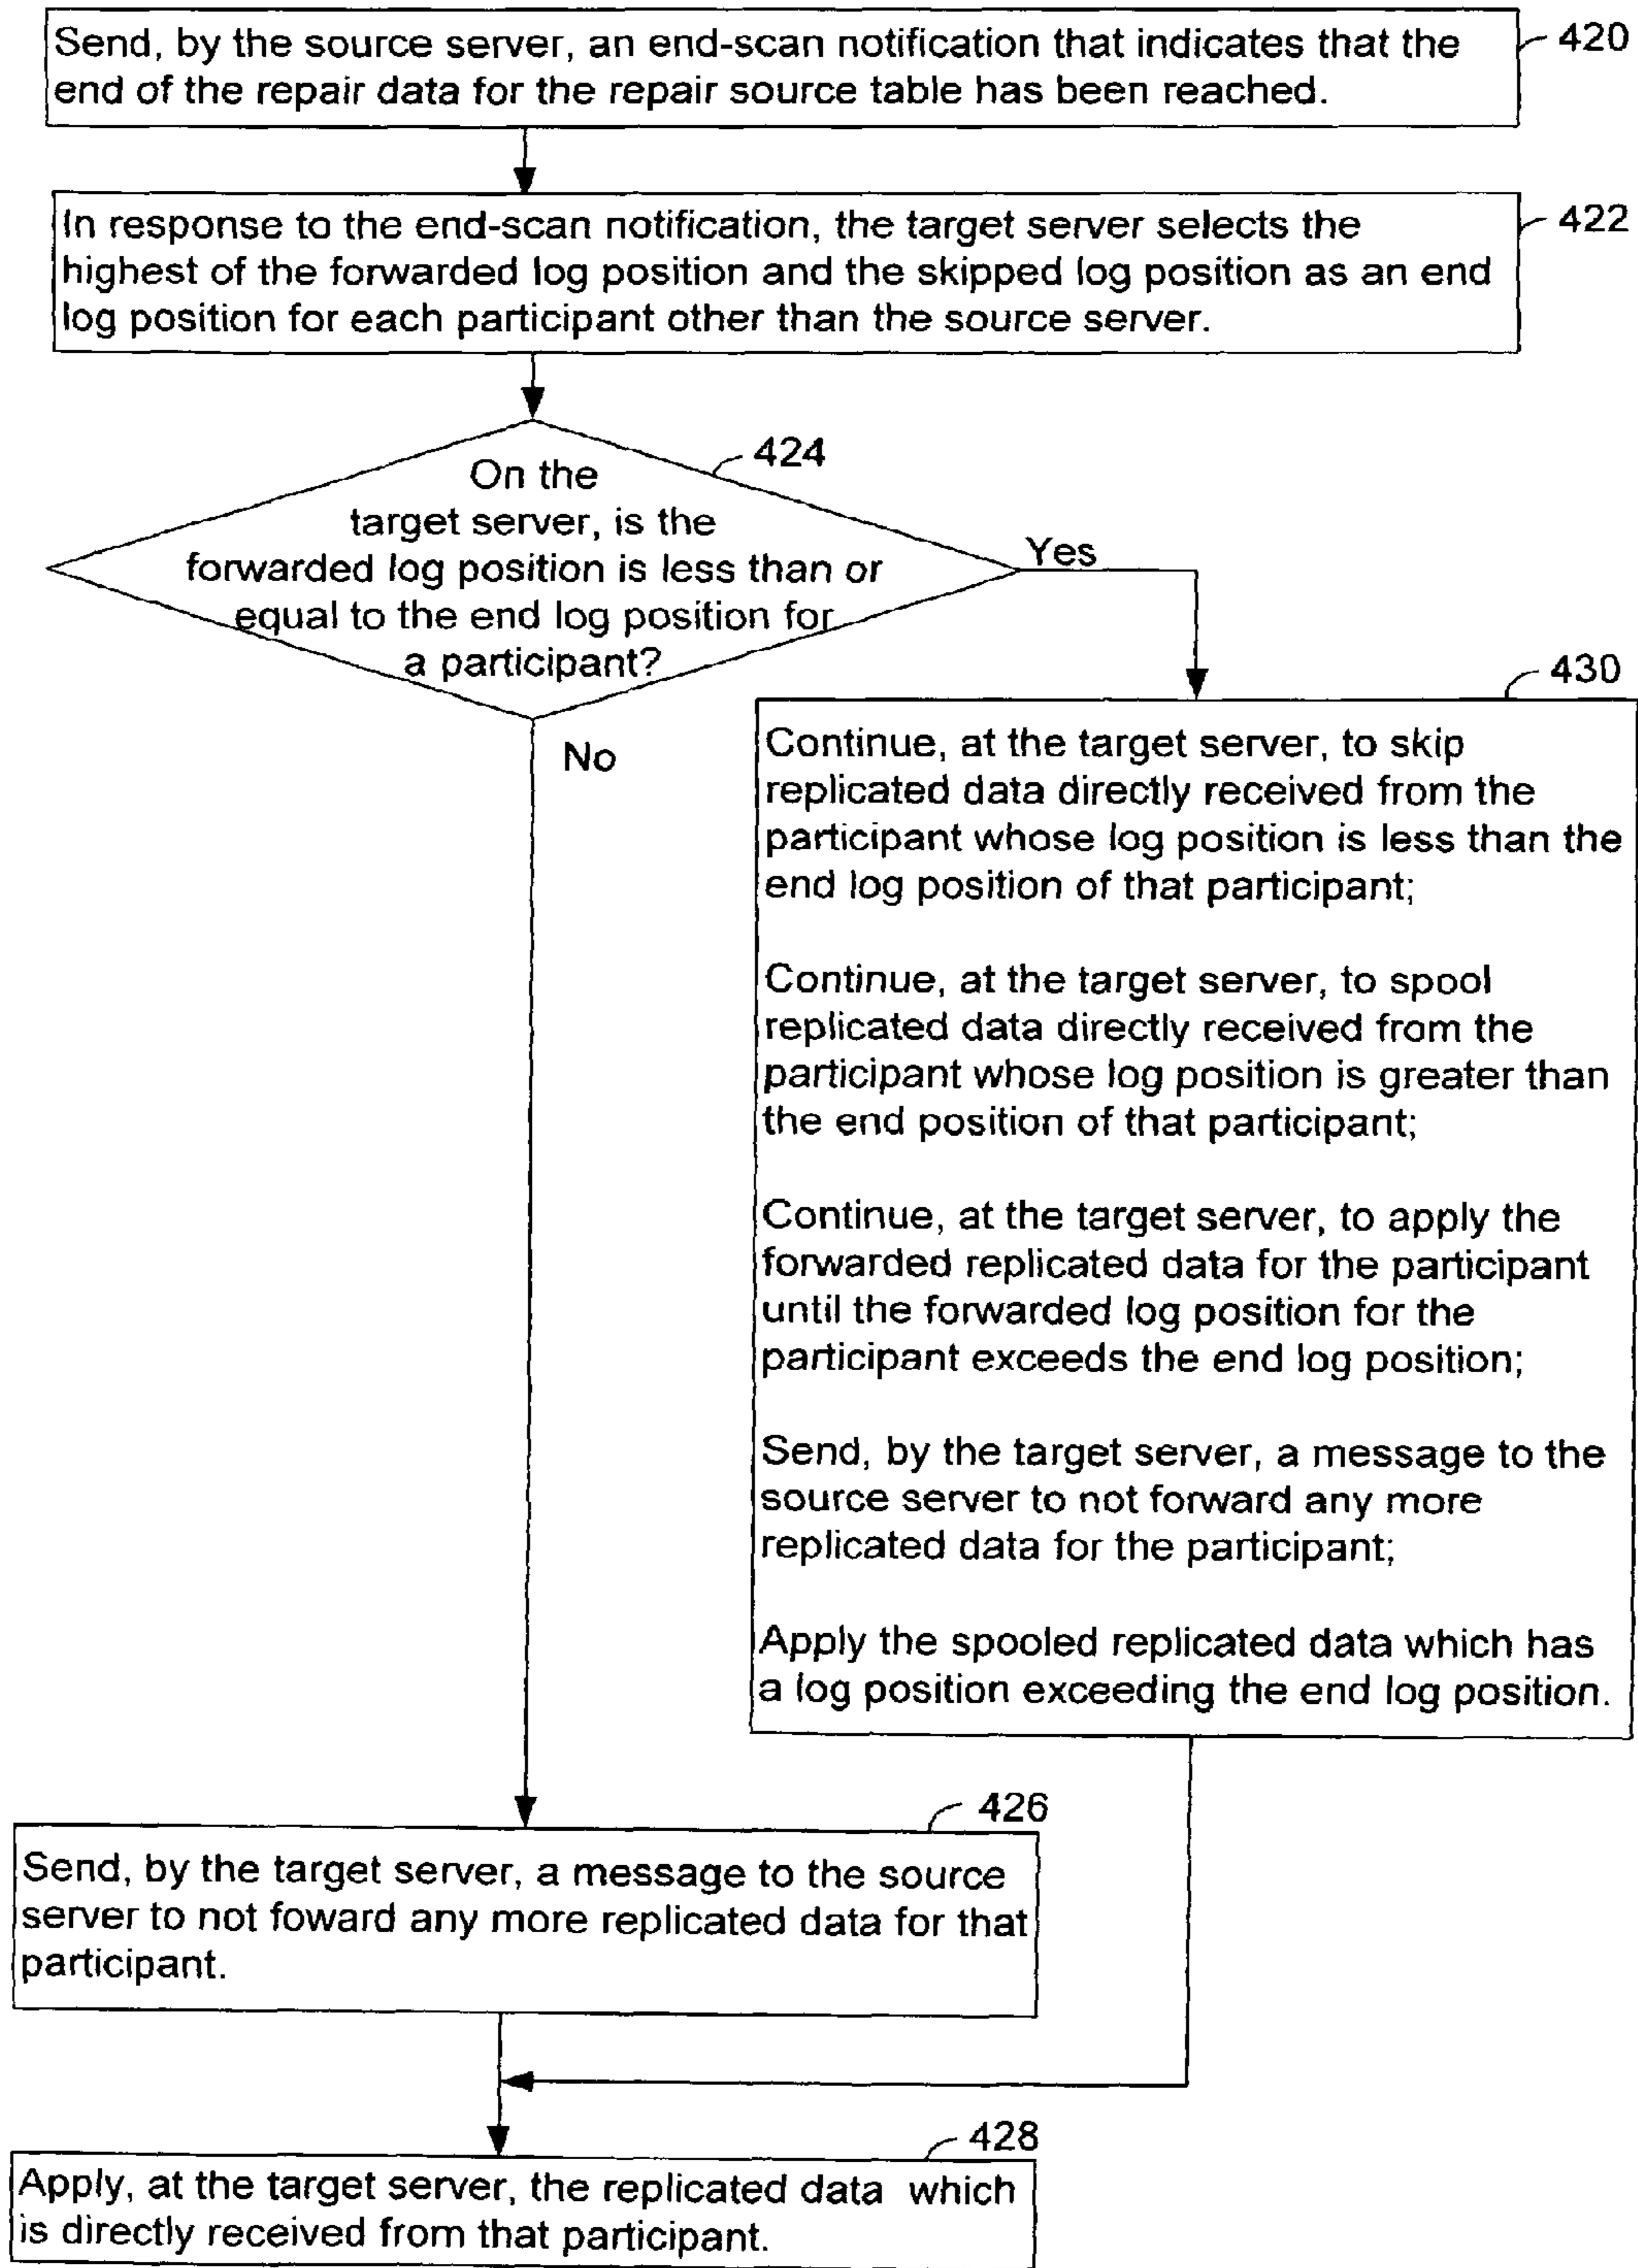 Send, by the source server, an end-scan notification that indicates that the
end of the repair data for the repair source table has been reached.
420
In response to the end-scan notification, the target server selects the
highest of the forwarded log position and the skipped log position as an end
log position for each participant other than the source server.
422
424
On the
target server, is the
forwarded log position is less than or
equal to the end log position for
a participant?
Yes
No
430
Continue, at the target server, to skip
replicated data directly received from the
participant whose log position is less than the
end log position of that participant;
Continue, at the target server, to spool
replicated data directly received from the
participant whose log position is greater than
the end position of that participant;
Continue, at the target server, to apply the
forwarded replicated data for the participant
until the forwarded log position for the
participant exceeds the end log position;
Send, by the target server, a message to the
source server to not forward any more
replicated data for the participant;
Apply the spooled replicated data which has
a log position exceeding the end log position.
426
Send, by the target server, a message to the source
server to not foward any more replicated data for that
participant.
428
Apply, at the target server, the replicated data which
is directly received from that participant.